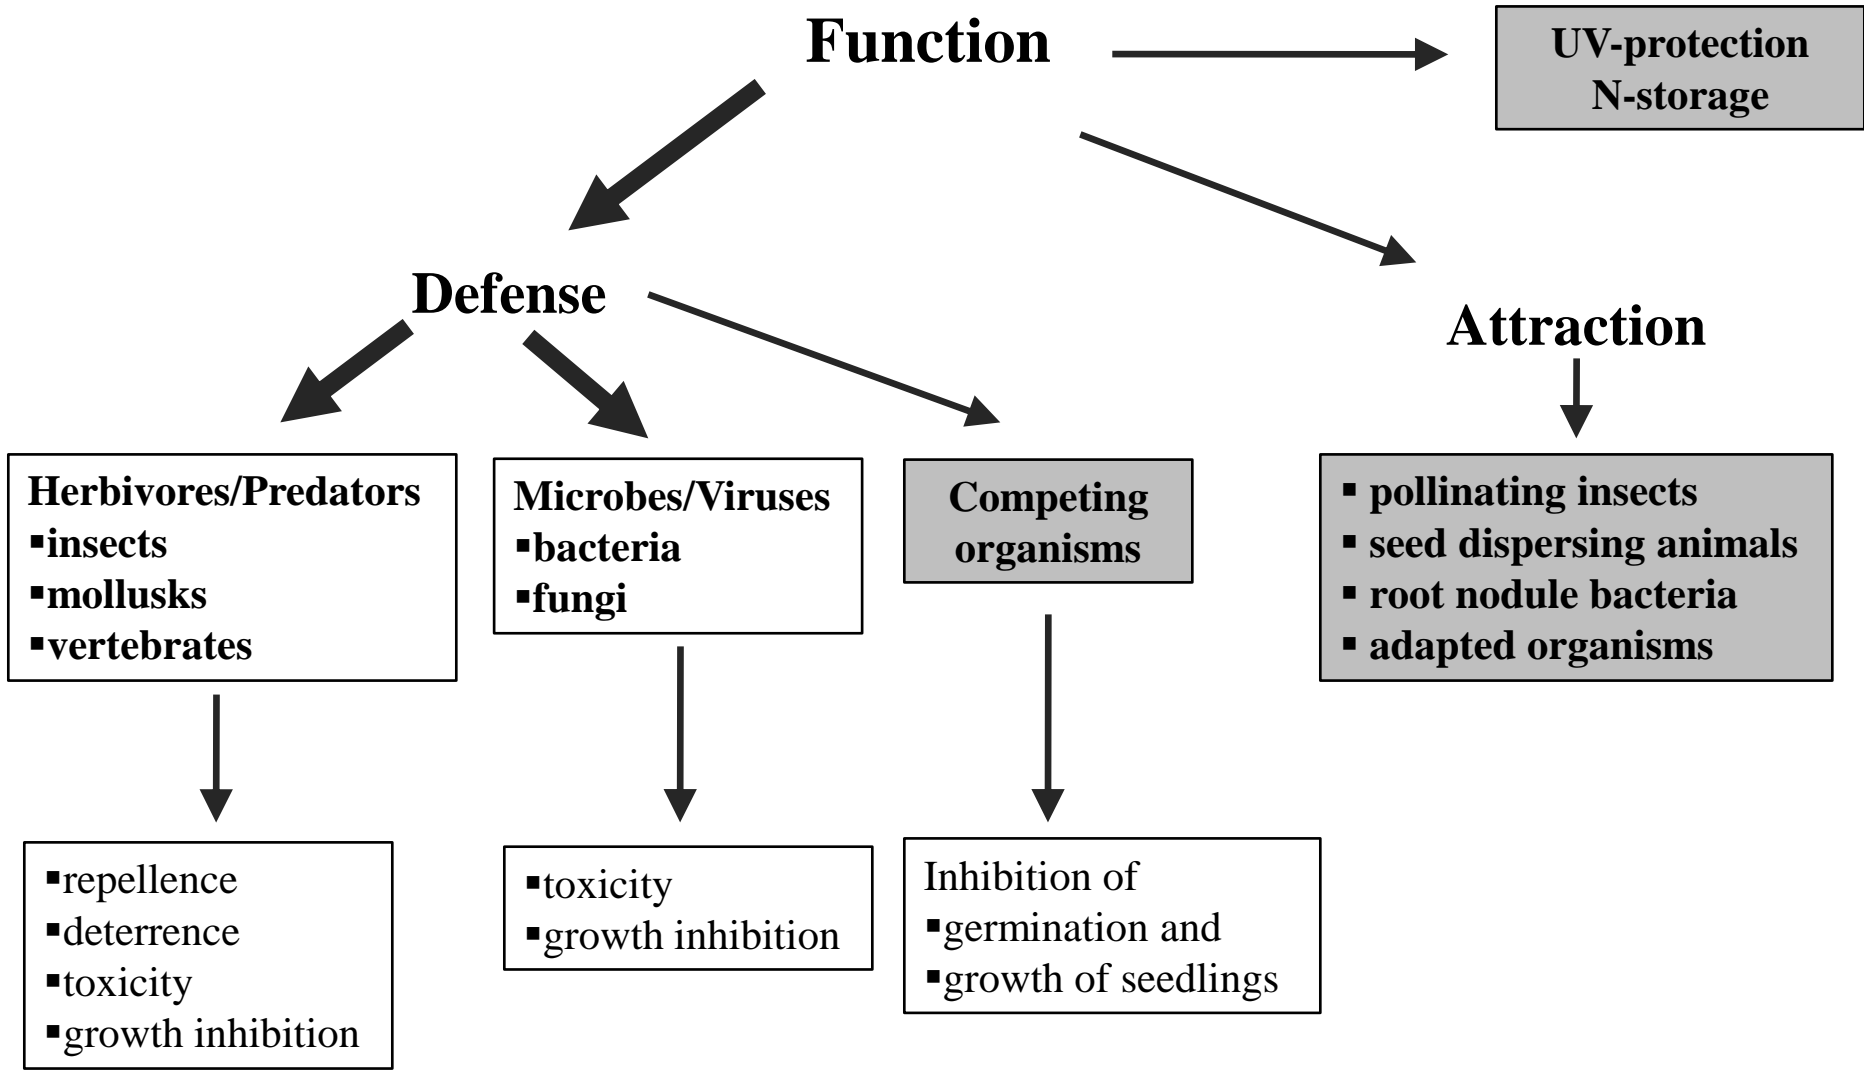 Function
UV-protection
N-storage
Defense
Attraction
Herbivores/Predators
▪insects
▪mollusks
▪vertebrates
Microbes/Viruses
▪bacteria
▪fungi
Competing
organisms
▪ pollinating insects
▪ seed dispersing animals
▪ root nodule bacteria
▪ adapted organisms
▪repellence
▪deterrence
▪toxicity
▪growth inhibition
▪toxicity
▪growth inhibition
Inhibition of
▪germination and
▪growth of seedlings